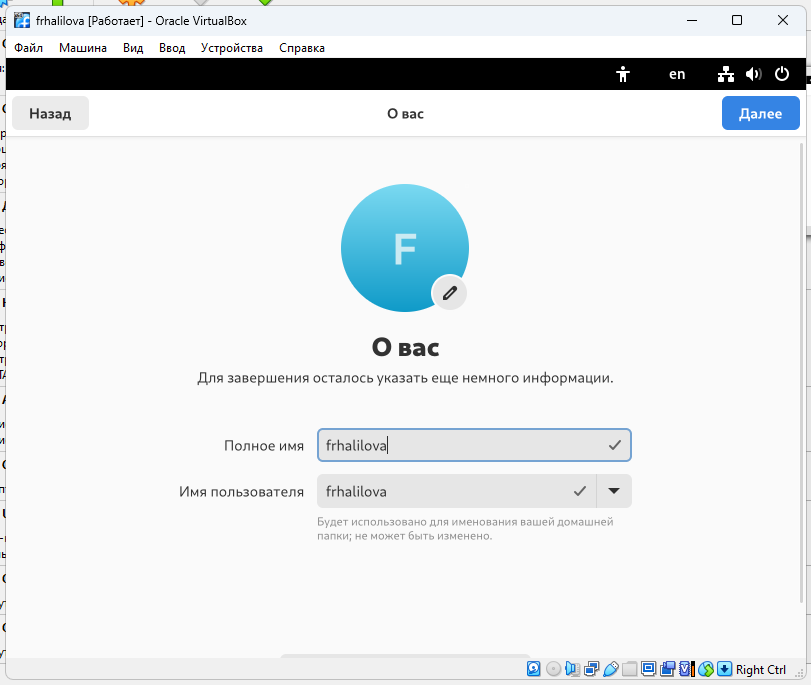 frhalilova [Работает] - Oracle VirtualBox
Файл Машина Вид Ввод Устройства Справка
en
Назад О вас Далее
F
О вас
Для завершения осталось указать еще немного информации.
Полное имя frhalilova
Имя пользователя frhalilova
Будет использовано для именования вашей домашней
папки; не может быть изменено.
Right Ctrl